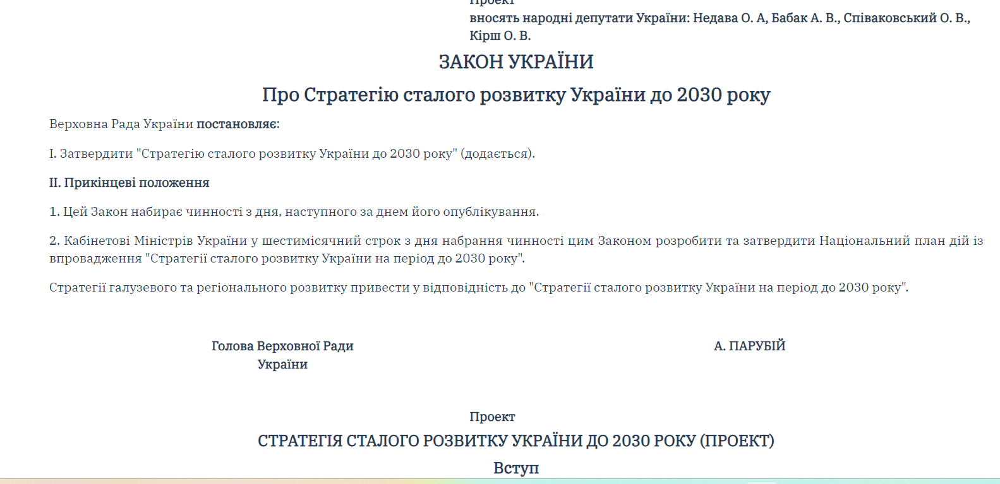 Проект
вносять народні депутати України: Недава О. А, Бабак А. В., Співаковський О. В.,
Кірш О. В.
ЗАКОН УКРАЇНИ
Про Стратегію сталого розвитку України до 2030 року
Верховна Рада України постановляє:
I. Затвердити "Стратегію сталого розвитку України до 2030 року" (додається).
II. Прикінцеві положення
1. Цей Закон набирає чинності з дня, наступного за днем його опублікування.
2. Кабінетові Міністрів України у шестимісячний строк з дня набрання чинності цим Законом розробити та затвердити Національний план дій із
впровадження "Стратегії сталого розвитку України на період до 2030 року".
Стратегії галузевого та регіонального розвитку привести у відповідність до "Стратегії сталого розвитку України на період до 2030 року".
Голова Верховної Ради
України
А. ПАРУБІЙ
Проект
СТРАТЕГІЯ СТАЛОГО РОЗВИТКУ УКРАЇНИ ДО 2030 РОКУ (ПРОЕКТ)
Вступ